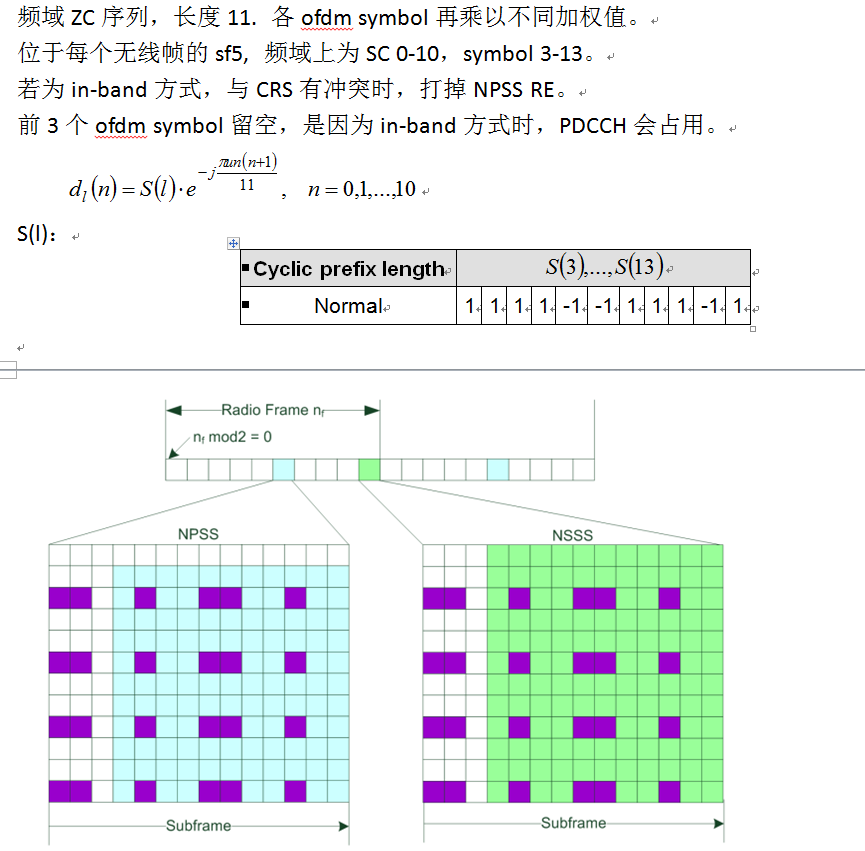 频域 ZC 序列，长度 11. 各 ofdm symbol 再乘以不同加权值。
位于每个无线帧的 sf5, 频域上为 SC 0-10，symbol 3-13。
若为 in-band 方式，与 CRS 有冲突时，打掉 NPSS RE。
前 3 个 ofdm symbol 留空，是因为 in-band 方式时，PDCCH 会占用。
d_l(n) = S(l)·e^{-j πun(n+1)/11}, n = 0,1,...,10
S(l)：
Cyclic prefix length S(3),...,S(13)
Normal 1 1 1 1 -1 -1 1 1 1 -1 1
Radio Frame n_f
n_f mod2 = 0
NPSS NSSS
Subframe Subframe